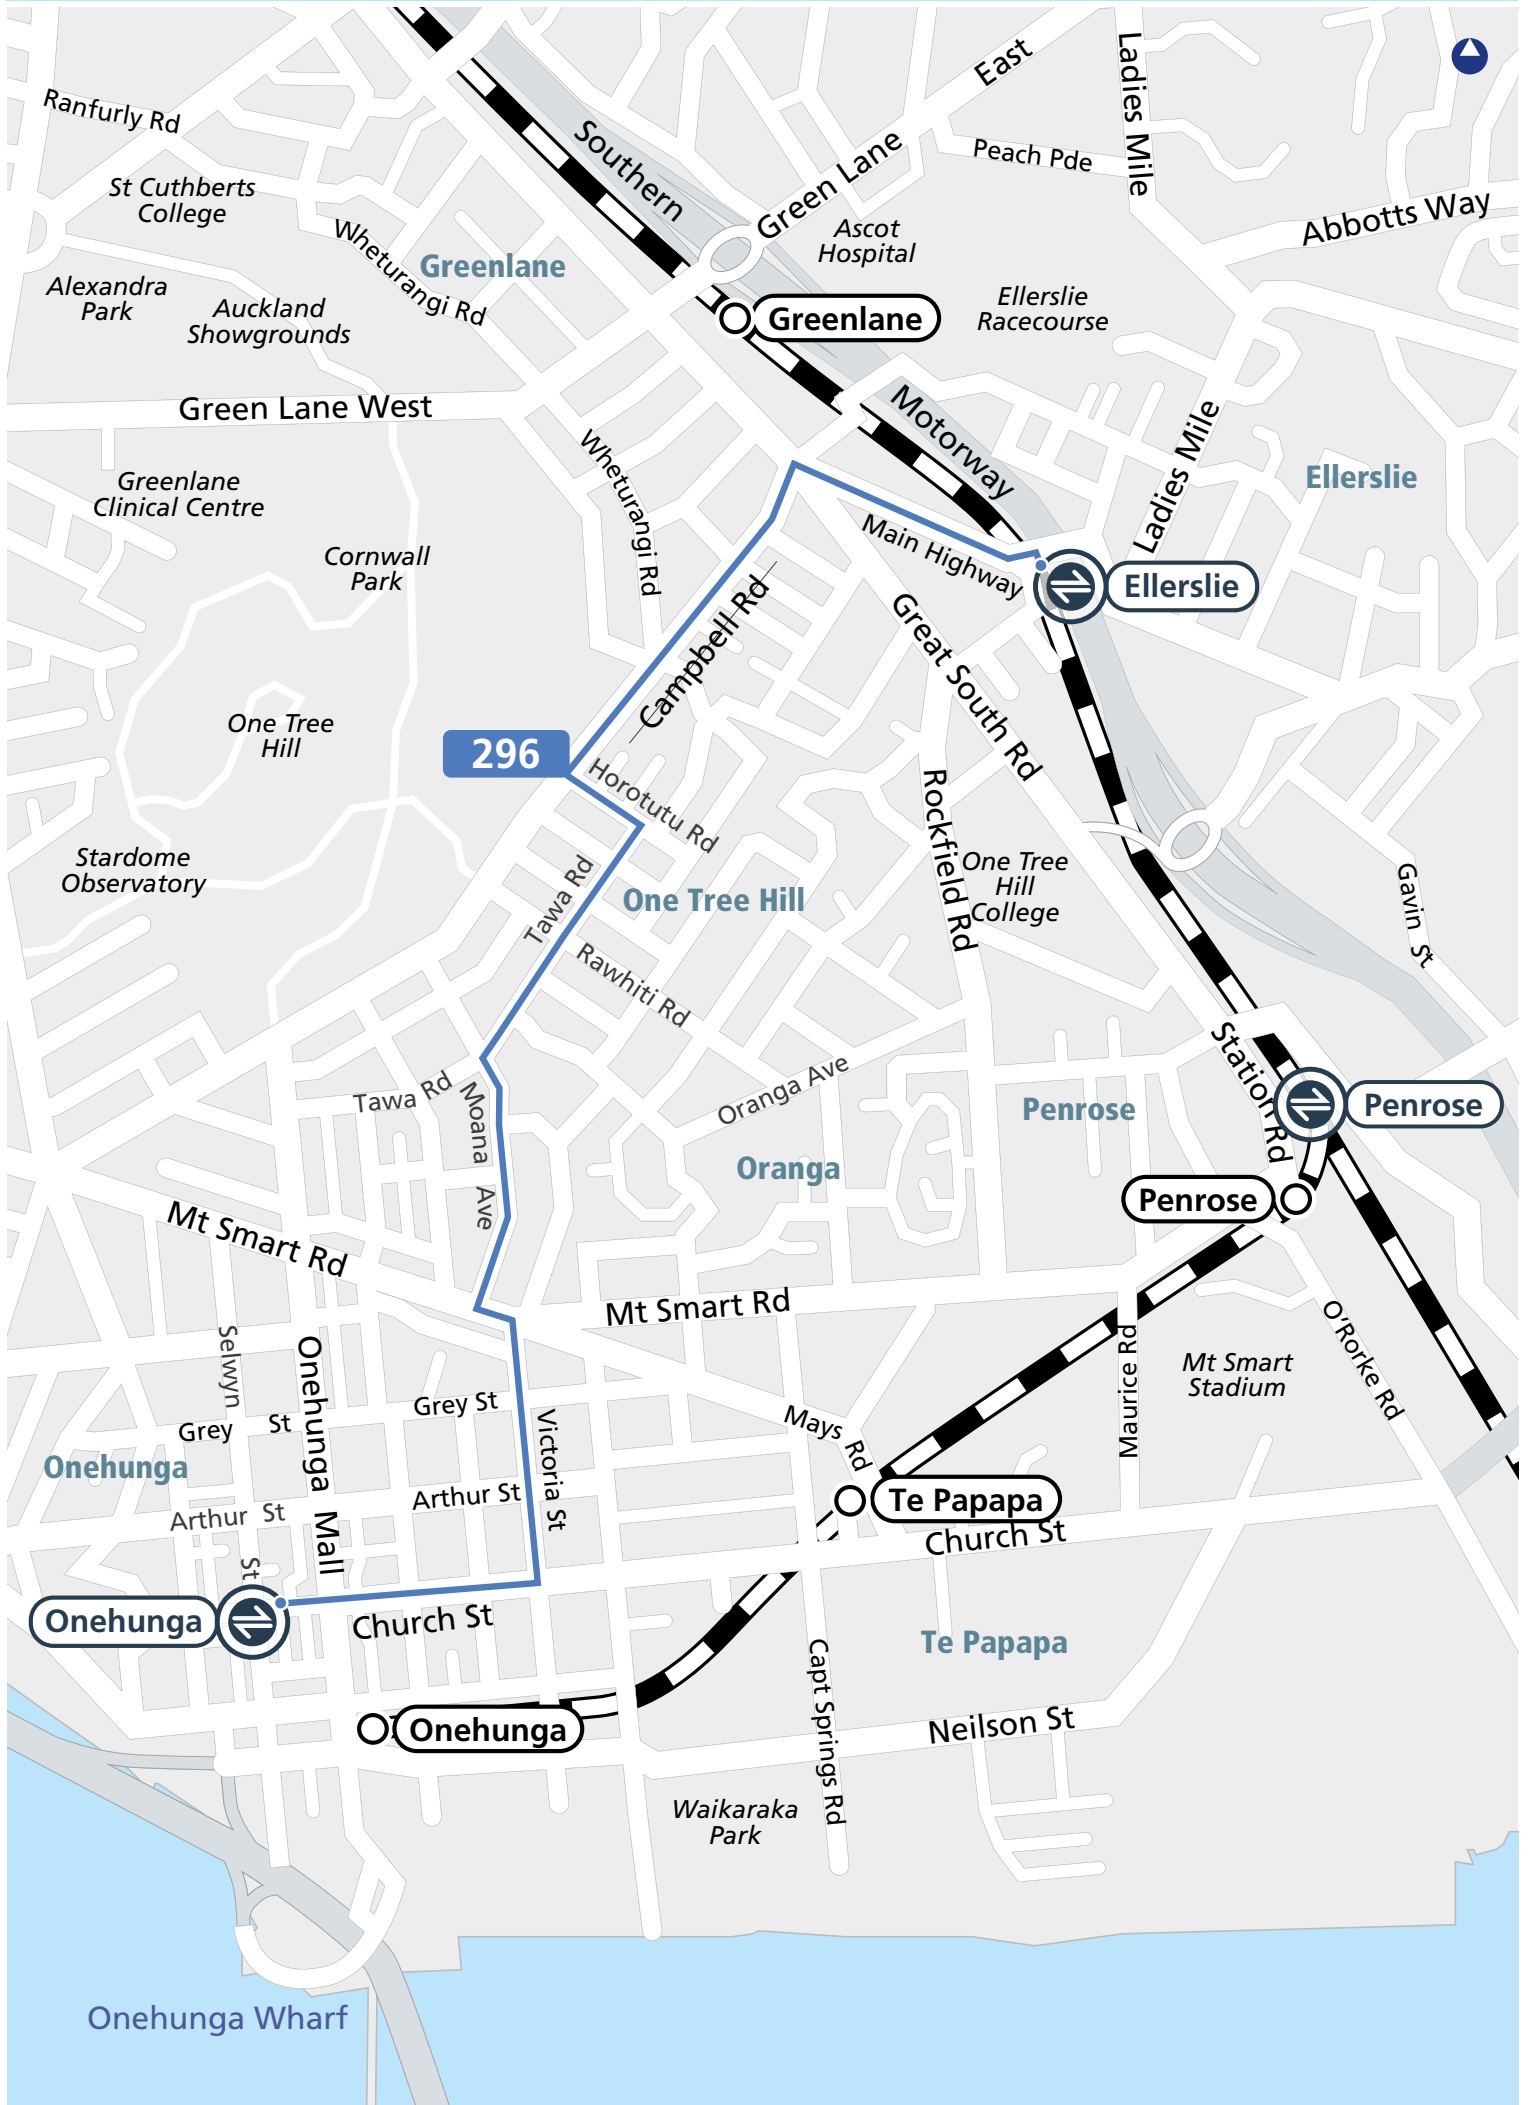 East
Ladies Mile
Ranfurly Rd
Southern
Peach Pde
Green Lane
St Cuthberts
College
Abbotts Way
Wheturangi Rd
Ascot
Hospital
Greenlane
Alexandra
Park
Auckland
Showgrounds
Ellerslie
Racecourse
Greenlane
Green Lane West
Motorway
Ladies Mile
Wheturangi Rd
Ellerslie
Greenlane
Clinical Centre
Main Highway
Cornwall
Park
Ellerslie
Campbell Rd
Great South Rd
One Tree
Hill
296
Horotutu Rd
Rockfield Rd
Stardome
Observatory
One Tree
Hill
College
Tawa Rd
One Tree Hill
Gavin St
Rawhiti Rd
Station Rd
Oranga Ave
Tawa Rd
Moana Ave
Penrose
Penrose
Oranga
Penrose
Mt Smart Rd
Mt Smart Rd
O'Rorke Rd
Maurice Rd
Mt Smart
Stadium
Selwyn St
Onehunga Mall
Grey St
Grey St
Mays Rd
Victoria St
Onehunga
Arthur St
Arthur St
Te Papapa
Church St
Onehunga
Church St
Te Papapa
Capt Springs Rd
Onehunga
Neilson St
Waikaraka
Park
Onehunga Wharf